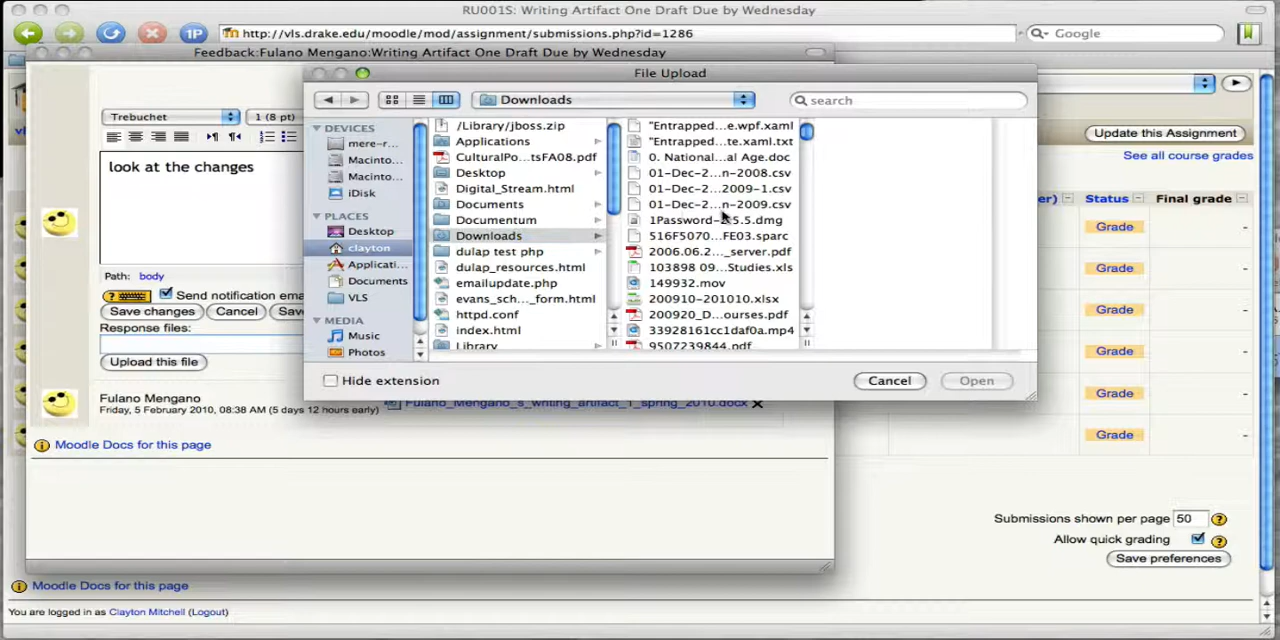 RU001S: Writing Artifact One Draft Due by Wednesday
1P
http://vls.drake.edu/moodle/mod/assignment/submissions.php?id=1286
Google
Feedback:Fulano Mengano:Writing Artifact One Draft Due by Wednesday
File Upload
Downloads
search
Trebuchet
1 (8 pt)
look at the changes
Path: body
Send notification
Save changes
Cancel
Response files:
Upload this file
DEVICES
mere-r...
Macinto...
Macinto...
iDisk
PLACES
Desktop
clayton
Applicati...
Documents
VLS
MEDIA
Music
Photos
/Library/jboss.zip
Applications
CulturalPo...tsFA08.pdf
Desktop
Digital_Stream.html
Documents
Documentum
Downloads
dulap test php
dulap_resources.html
emailupdate.php
evans_sch..._form.html
httpd.conf
index.html
Library
"Entrapped...e.wpf.xaml
"Entrapped...te.xaml.txt
0. National...al Age.doc
01-Dec-2...n-2008.csv
01-Dec-2...2009-1.csv
01-Dec-2...n-2009.csv
516F5070...FE03.sparc
2006.06.2..._server.pdf
103898 09...Studies.xls
149932.mov
200910-201010.xlsx
200920_D...ourses.pdf
33928161cc1daf0a.mp4
9507239844.pdf
Hide extension
Cancel
Open
Update this Assignment
See all course grades
Status
Final grade
Grade
-
Grade
-
Grade
-
Grade
-
Grade
-
Grade
-
Fulano Mengano
Friday, 5 February 2010, 08:38 AM (5 days 12 hours early)
Fulano_Mengano_s_writing_artifact_1_spring_2010.docx
Moodle Docs for this page
Submissions shown per page 50
Allow quick grading
Save preferences
Moodle Docs for this page
You are logged in as Clayton Mitchell (Logout)